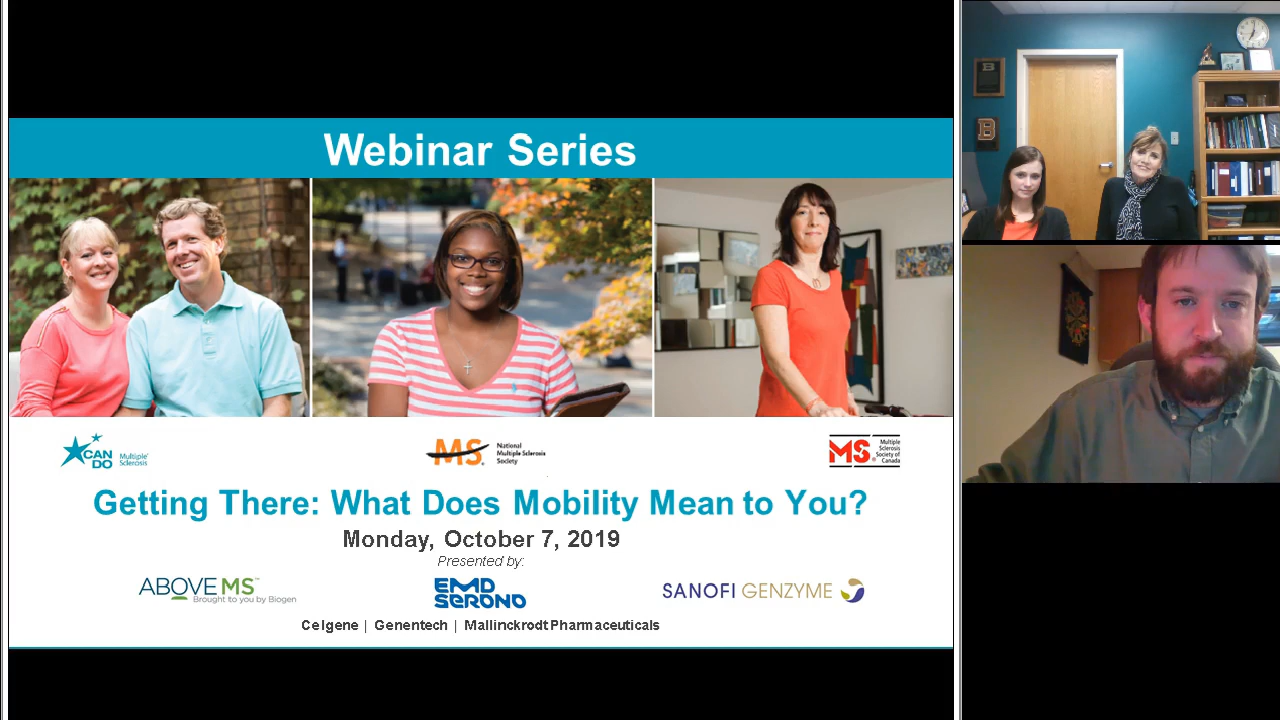 Webinar Series
CAN
DO
Multiple
Sclerosis
MS
National
Multiple Sclerosis
Society
MS
Multiple
Sclerosis
Society of
Canada
Getting There: What Does Mobility Mean to You?
Monday, October 7, 2019
Presented by:
ABOVE MS™
Brought to you by Biogen
EMD
SERONO
SANOFI GENZYME
Celgene | Genentech | Mallinckrodt Pharmaceuticals
B